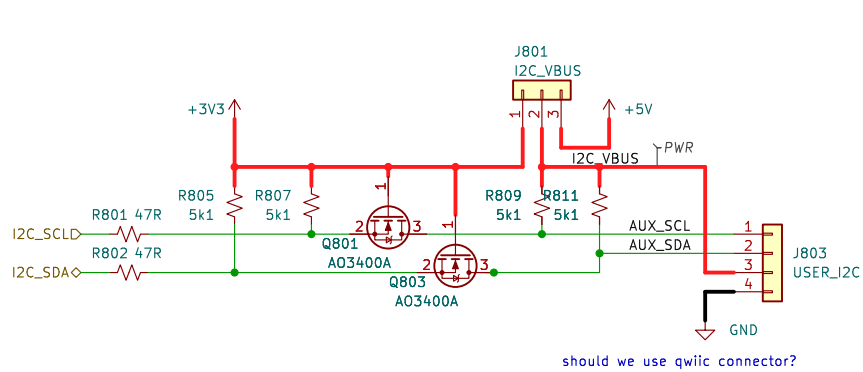 J801
I2C_VBUS
+3V3
1
2
3
+5V
I2C_VBUS
PWR
R805
5k1
R807
5k1
1
R809
5k1
R811
5k1
R801 47R
I2C_SCL
2
3
Q801
AO3400A
1
AUX_SCL
1
R802 47R
I2C_SDA
2
3
Q803
AO3400A
AUX_SDA
2
3
4
J803
USER_I2C
GND
should we use qwiic connector?